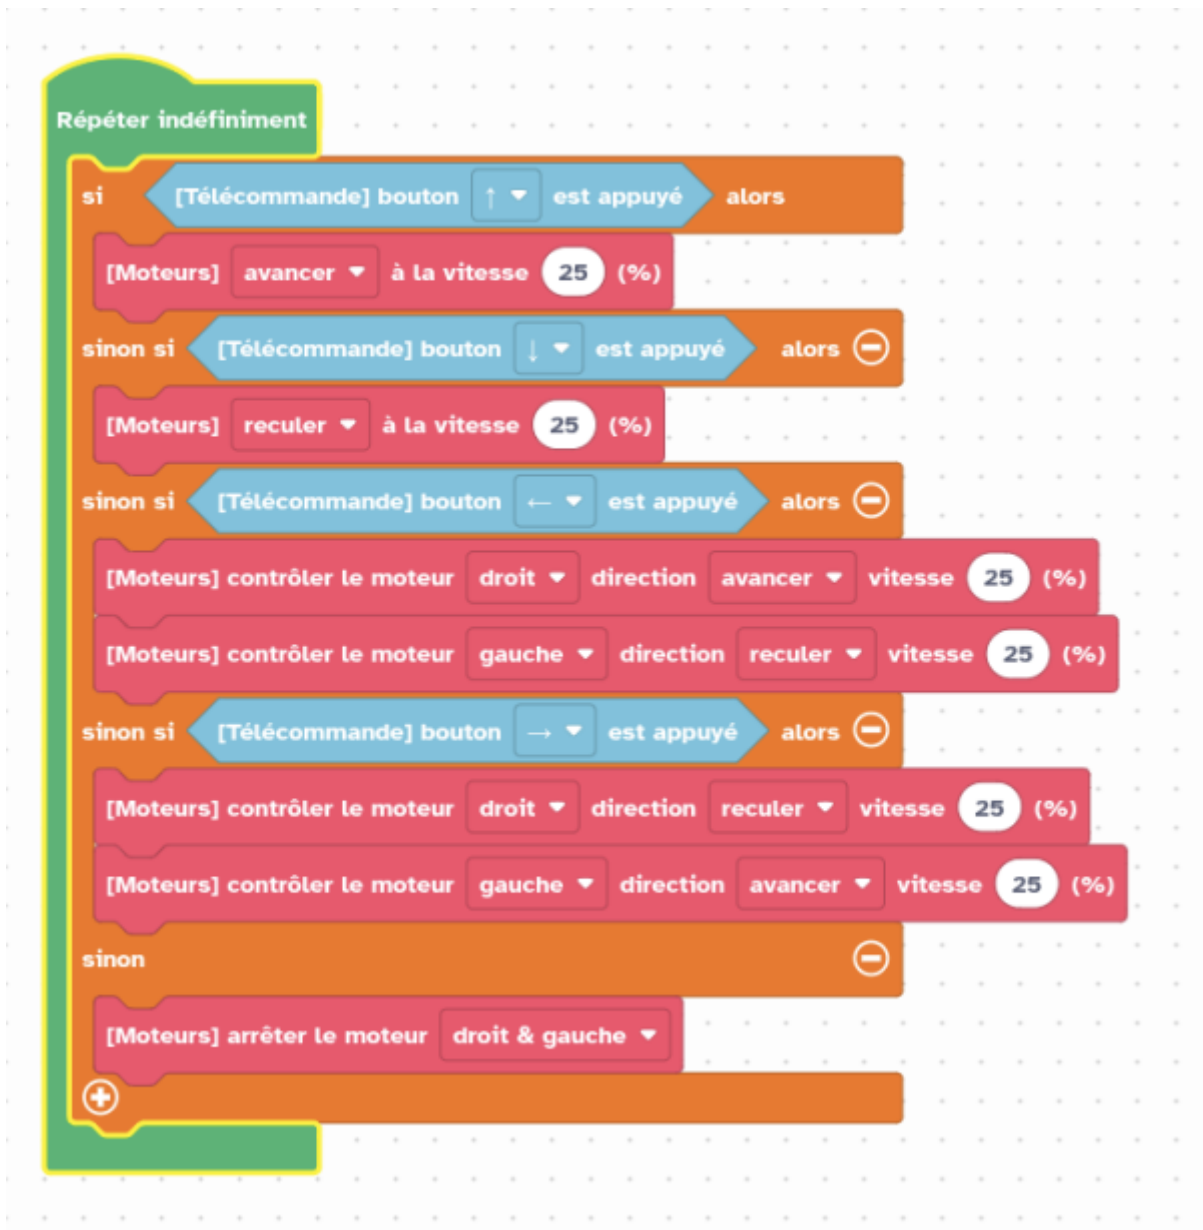 Répéter indéfiniment
si [Télécommande] bouton ↑ est appuyé alors
[Moteurs] avancer à la vitesse 25 (%)
sinon si [Télécommande] bouton ↓ est appuyé alors
[Moteurs] reculer à la vitesse 25 (%)
sinon si [Télécommande] bouton ← est appuyé alors
[Moteurs] contrôler le moteur droit direction avancer vitesse 25 (%)
[Moteurs] contrôler le moteur gauche direction reculer vitesse 25 (%)
sinon si [Télécommande] bouton → est appuyé alors
[Moteurs] contrôler le moteur droit direction reculer vitesse 25 (%)
[Moteurs] contrôler le moteur gauche direction avancer vitesse 25 (%)
sinon
[Moteurs] arrêter le moteur droit & gauche